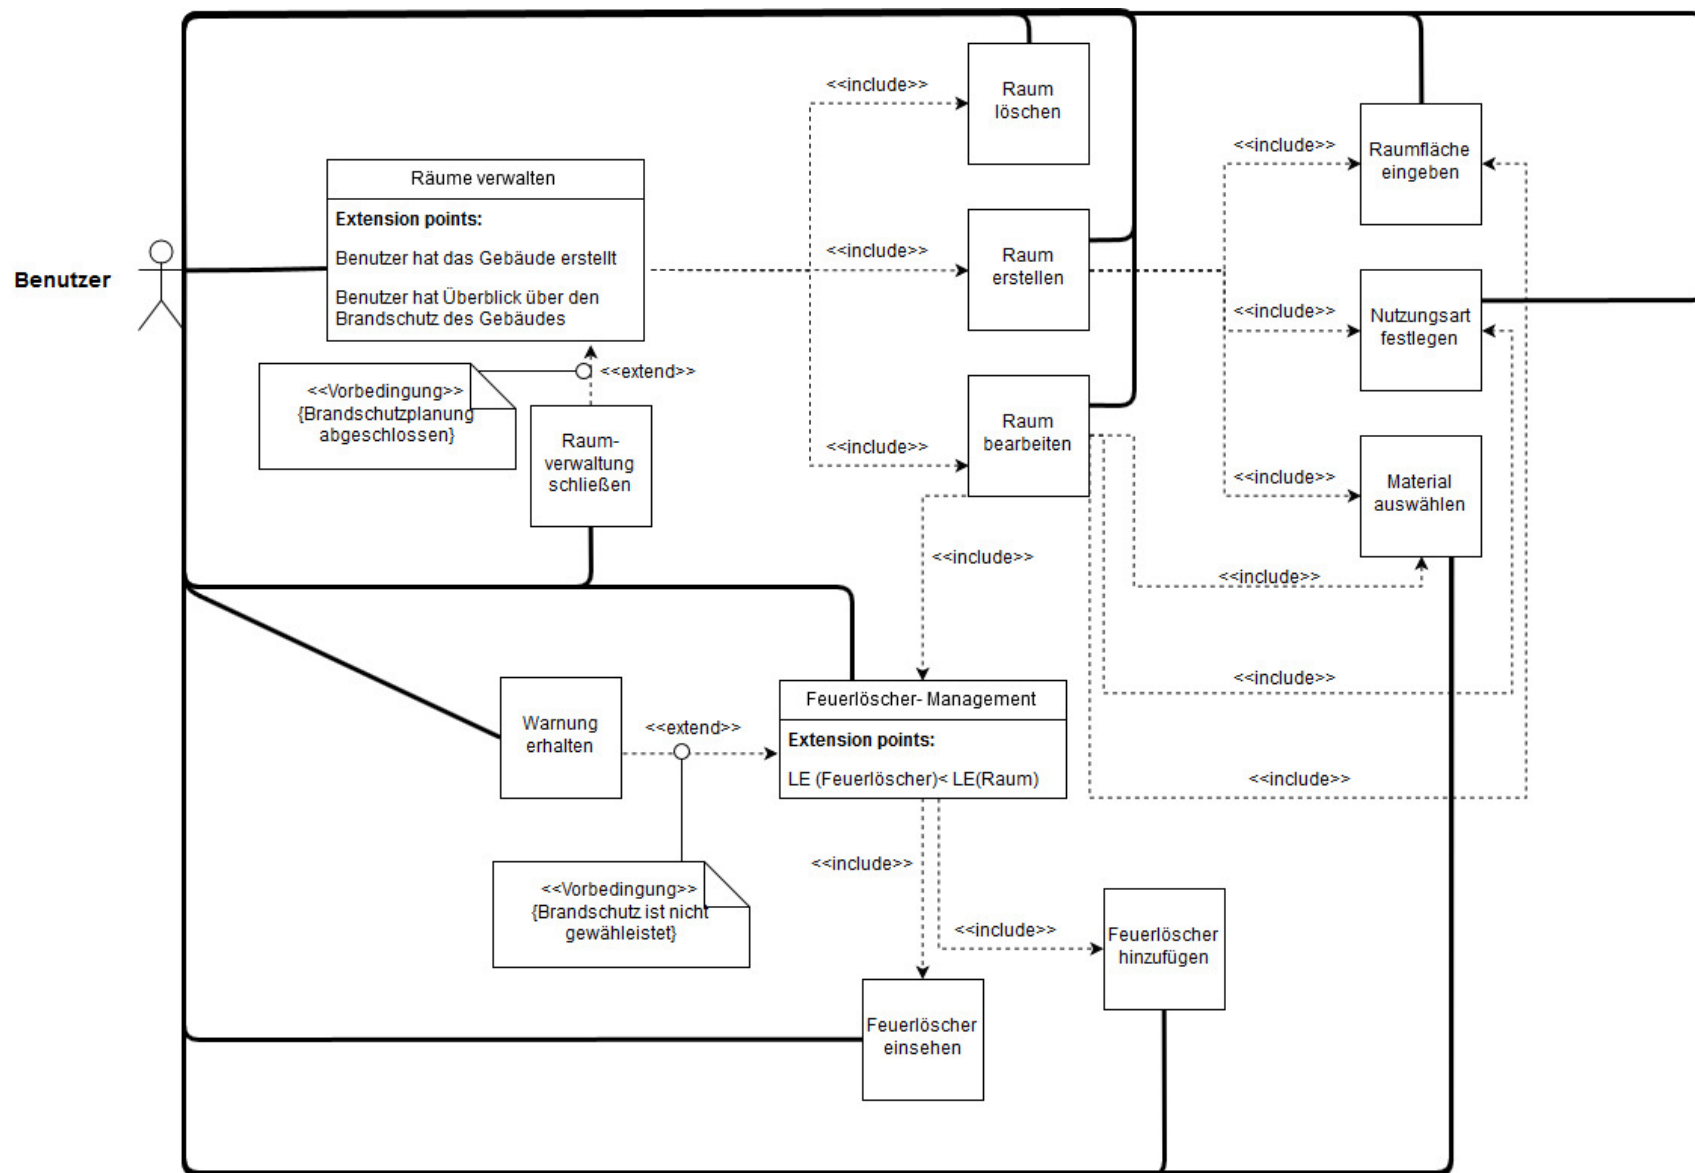 <<include>>
Raum
löschen
<<include>>
Raumfläche
eingeben
Räume verwalten
Extension points:
Benutzer hat das Gebäude erstellt
Benutzer hat Überblick über den
Brandschutz des Gebäudes
<<include>>
Raum
erstellen
Benutzer
<<include>>
Nutzungsart
festlegen
<<extend>>
<<Vorbedingung>>
{Brandschutzplanung
abgeschlossen}
Raum-
verwaltung
schließen
<<include>>
Raum
bearbeiten
<<include>>
Material
auswählen
<<include>>
<<include>>
<<include>>
<<include>>
Warnung
erhalten
<<extend>>
Feuerlöscher- Management
Extension points:
LE (Feuerlöscher)< LE(Raum)
<<Vorbedingung>>
{Brandschutz ist nicht
gewähleistet}
<<include>>
<<include>>
Feuerlöscher
hinzufügen
Feuerlöscher
einsehen